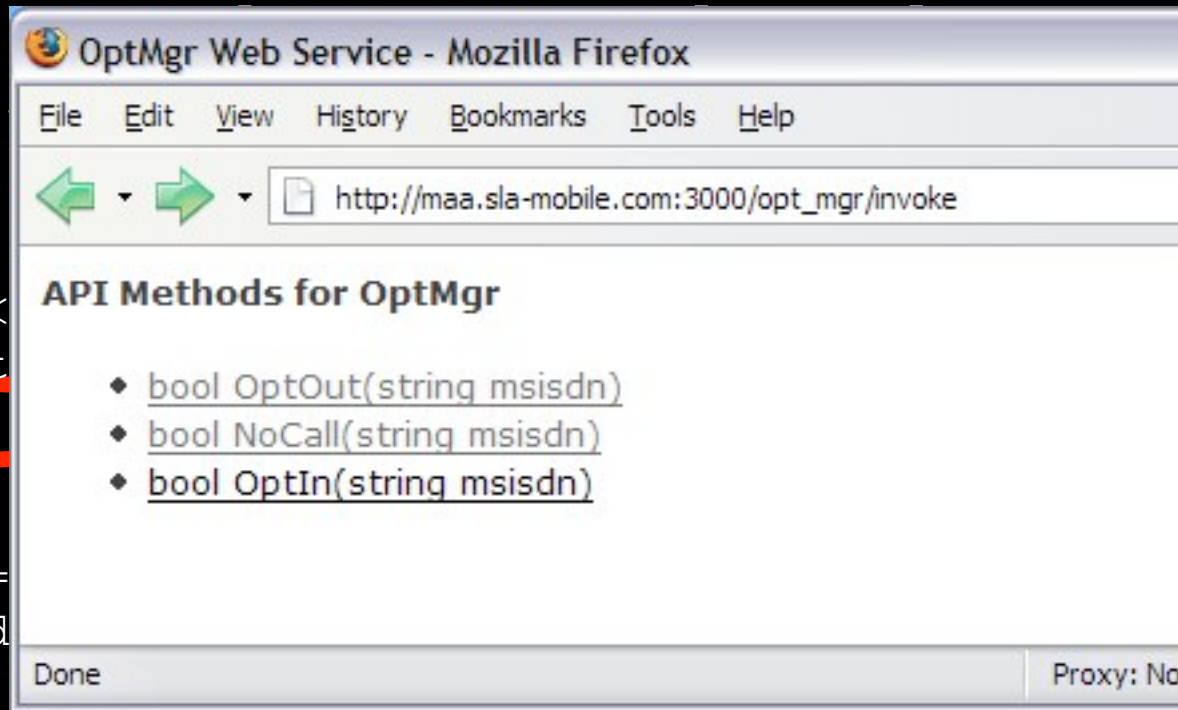 OptMgr Web Service - Mozilla Firefox
File Edit View History Bookmarks Tools Help
http://maa.sla-mobile.com:3000/opt_mgr/invoke
API Methods for OptMgr
bool OptOut(string msisdn)
bool NoCall(string msisdn)
bool OptIn(string msisdn)
Done Proxy: No